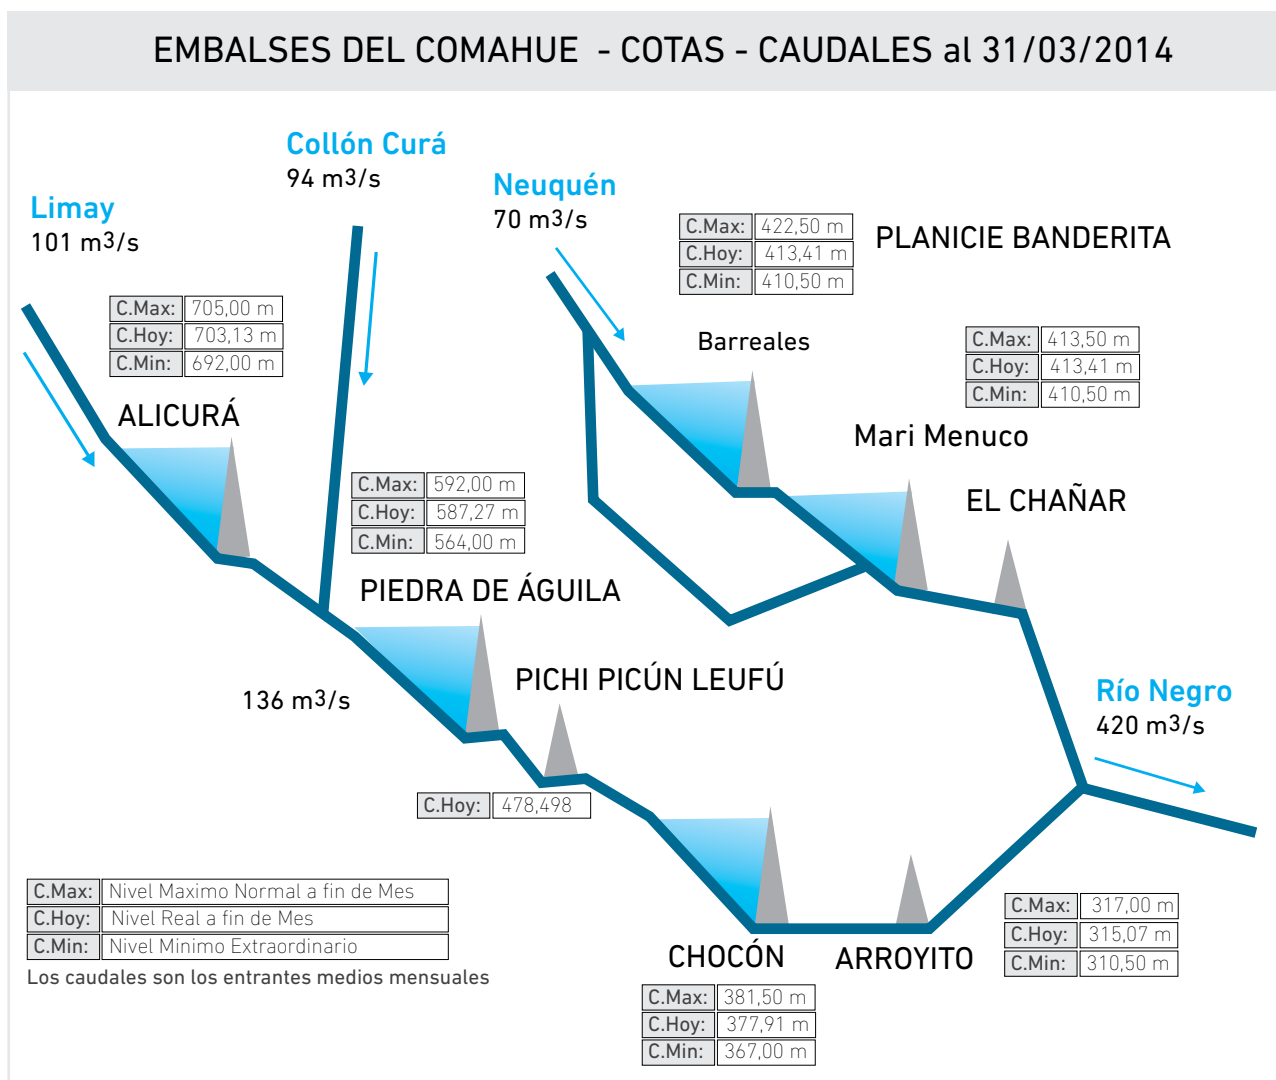 EMBALSES DEL COMAHUE - COTAS - CAUDALES al 31/03/2014
Collón Curá
94 m3/s
Neuquén
70 m3/s
Limay
101 m3/s
C.Max: 422,50 m
C.Hoy: 413,41 m
C.Min: 410,50 m
PLANICIE BANDERITA
C.Max: 705,00 m
C.Hoy: 703,13 m
C.Min: 692,00 m
ALICURÁ
Barreales
C.Max: 413,50 m
C.Hoy: 413,41 m
C.Min: 410,50 m
Mari Menuco
C.Max: 592,00 m
C.Hoy: 587,27 m
C.Min: 564,00 m
PIEDRA DE ÁGUILA
EL CHAÑAR
136 m3/s
PICHI PICÚN LEUFÚ
C.Hoy: 478,498
Río Negro
420 m3/s
C.Max: Nivel Maximo Normal a fin de Mes
C.Hoy: Nivel Real a fin de Mes
C.Min: Nivel Minimo Extraordinario
Los caudales son los entrantes medios mensuales
CHOCÓN
C.Max: 381,50 m
C.Hoy: 377,91 m
C.Min: 367,00 m
ARROYITO
C.Max: 317,00 m
C.Hoy: 315,07 m
C.Min: 310,50 m